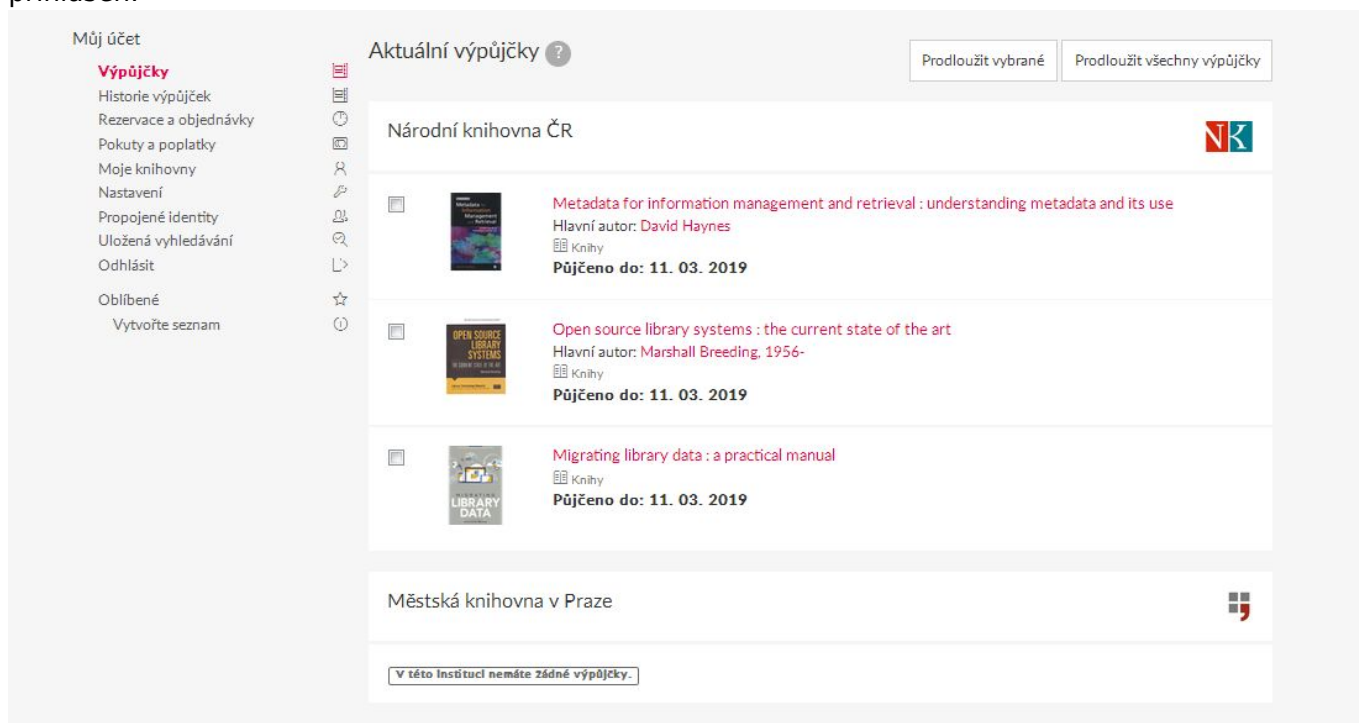 Můj účet
Výpůjčky
Historie výpůjček
Rezervace a objednávky
Pokuty a poplatky
Moje knihovny
Nastavení
Propojené identity
Uložená vyhledávání
Odhlásit
Oblíbené
Vytvořte seznam
Aktuální výpůjčky ?
Prodloužit vybrané
Prodloužit všechny výpůjčky
Národní knihovna ČR
NK
Metadata for information management and retrieval : understanding metadata and its use
Hlavní autor: David Haynes
Knihy
Půjčeno do: 11. 03. 2019
OPEN SOURCE
LIBRARY
SYSTEMS
Open source library systems : the current state of the art
Hlavní autor: Marshall Breeding, 1956-
Knihy
Půjčeno do: 11. 03. 2019
MIGRATING
LIBRARY
DATA
Migrating library data : a practical manual
Knihy
Půjčeno do: 11. 03. 2019
Městská knihovna v Praze
V této instituci nemáte žádné výpůjčky.